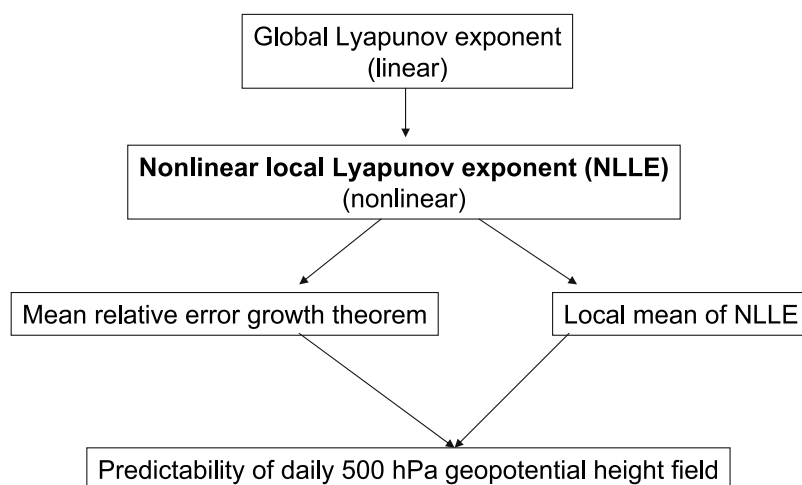 Global Lyapunov exponent
(linear)
Nonlinear local Lyapunov exponent (NLLE)
(nonlinear)
Mean relative error growth theorem
Local mean of NLLE
Predictability of daily 500 hPa geopotential height field